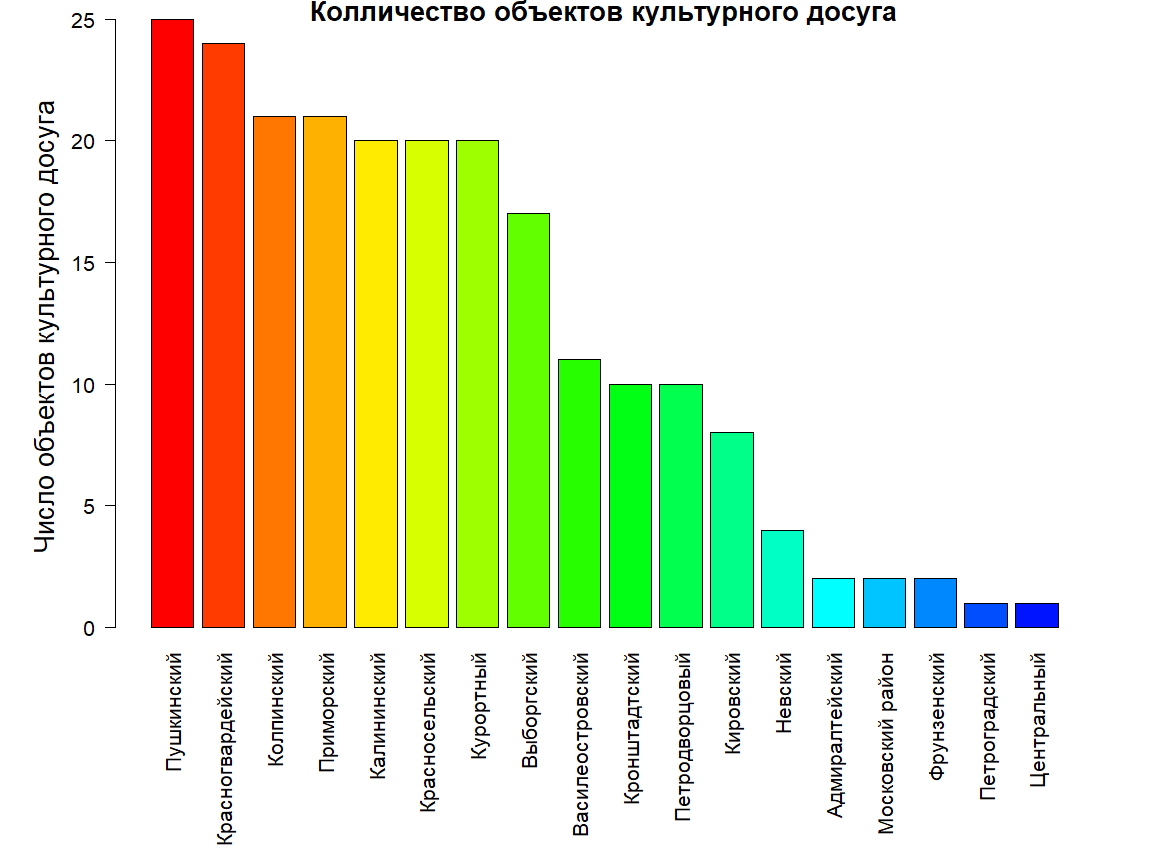 Колличество объектов культурного досуга
Число объектов культурного досуга
25
20
15
10
5
0
Пушкинский
Красногвардейский
Колпинский
Приморский
Калининский
Красносельский
Курортный
Выборгский
Василеостровский
Кронштадтский
Петродворцовый
Кировский
Невский
Адмиралтейский
Московский район
Фрунзенский
Петроградский
Центральный